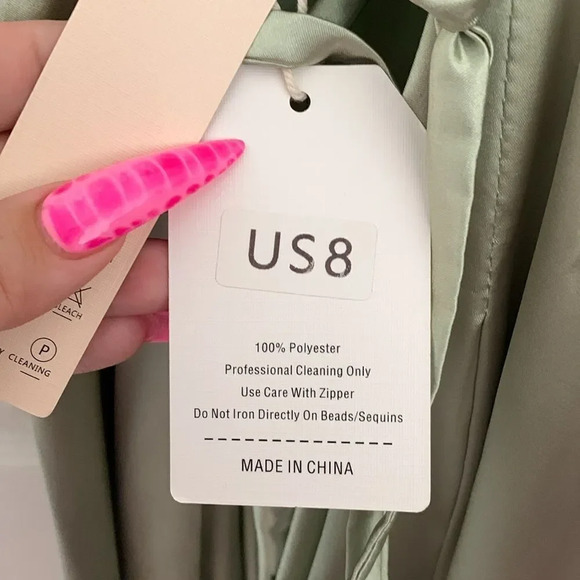 US8
100% Polyester
Professional Cleaning Only
Use Care With Zipper
Do Not Iron Directly On Beads/Sequins
MADE IN CHINA
LEACH
P
CLEANING